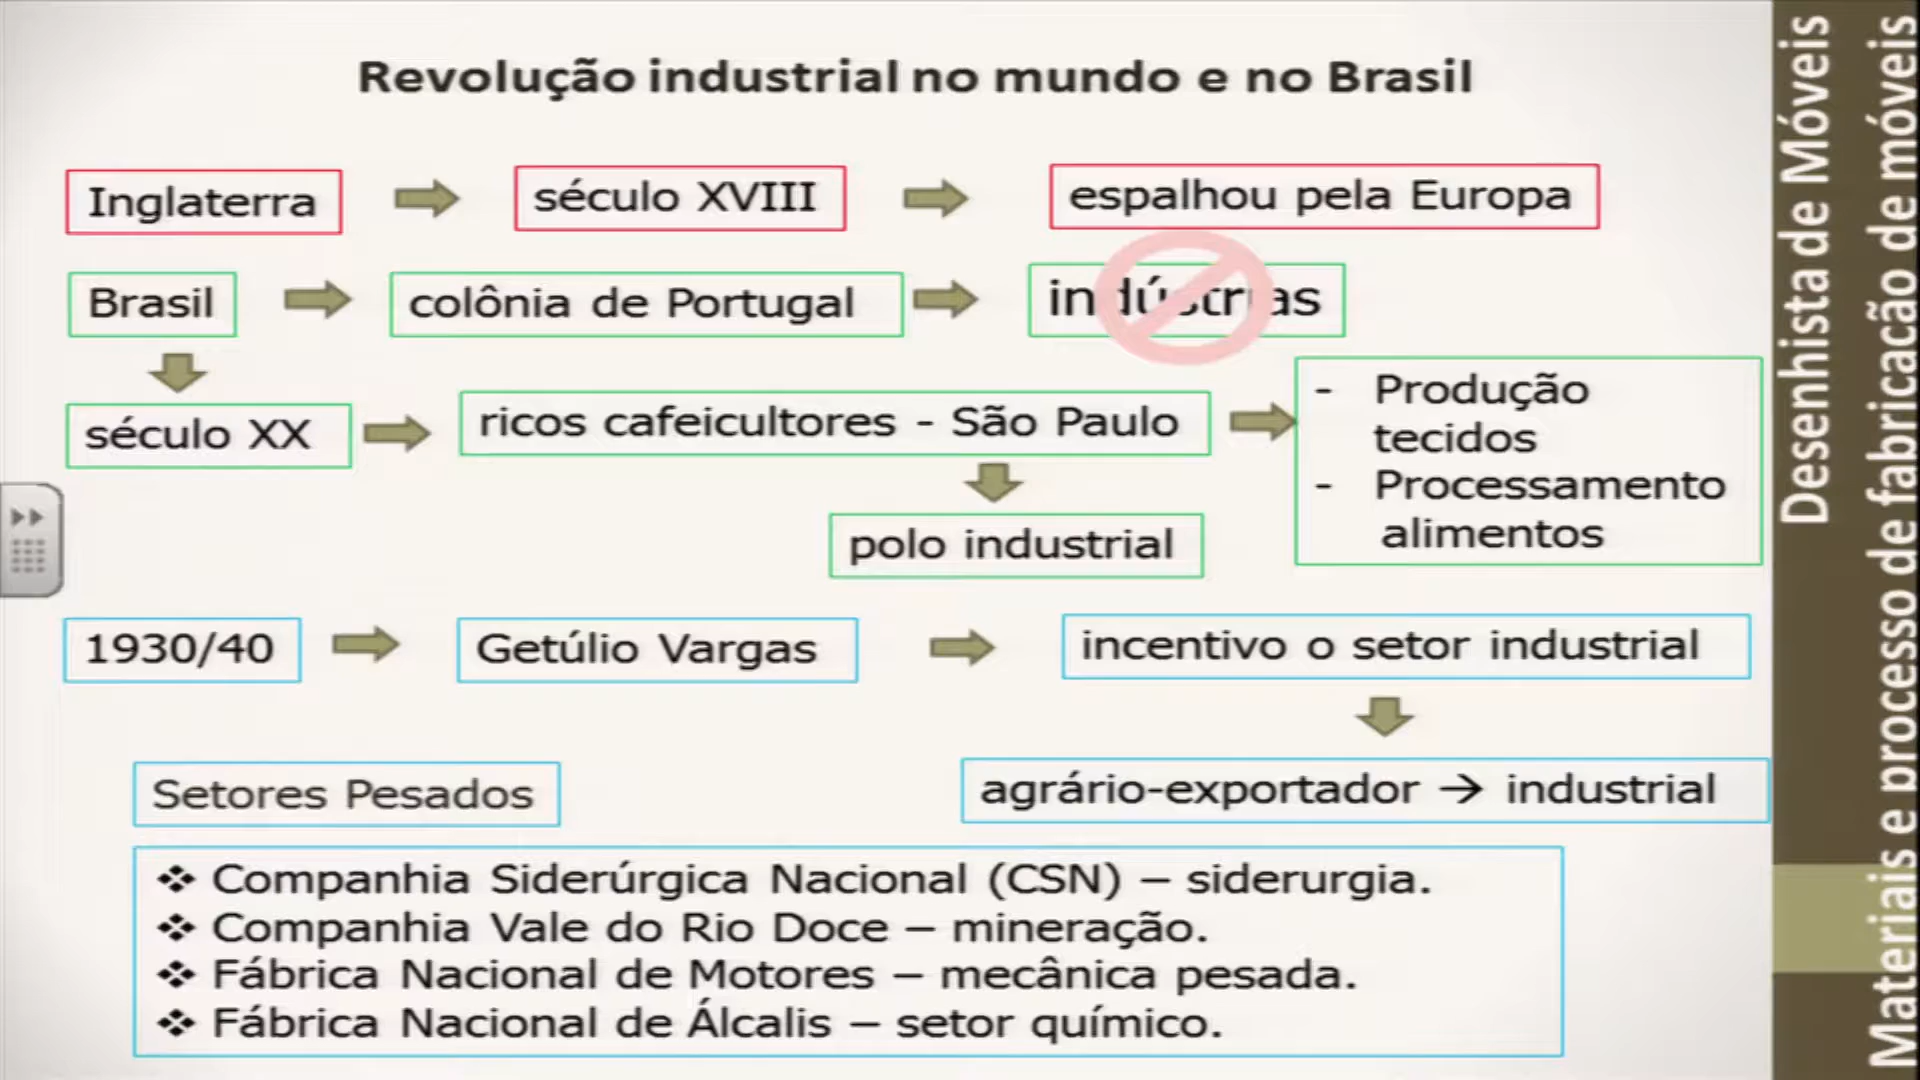 Revolução industrial no mundo e no Brasil
Inglaterra
século XVIII
espalhou pela Europa
Brasil
colônia de Portugal
indústrias
século XX
ricos cafeicultores - São Paulo
- Produção
tecidos
- Processamento
alimentos
polo industrial
1930/40
Getúlio Vargas
incentivo o setor industrial
agrário-exportador → industrial
Setores Pesados
❖ Companhia Siderúrgica Nacional (CSN) – siderurgia.
❖ Companhia Vale do Rio Doce – mineração.
❖ Fábrica Nacional de Motores – mecânica pesada.
❖ Fábrica Nacional de Álcalis – setor químico.
Desenhista de Móveis
Materiais e processo de fabricação de móveis